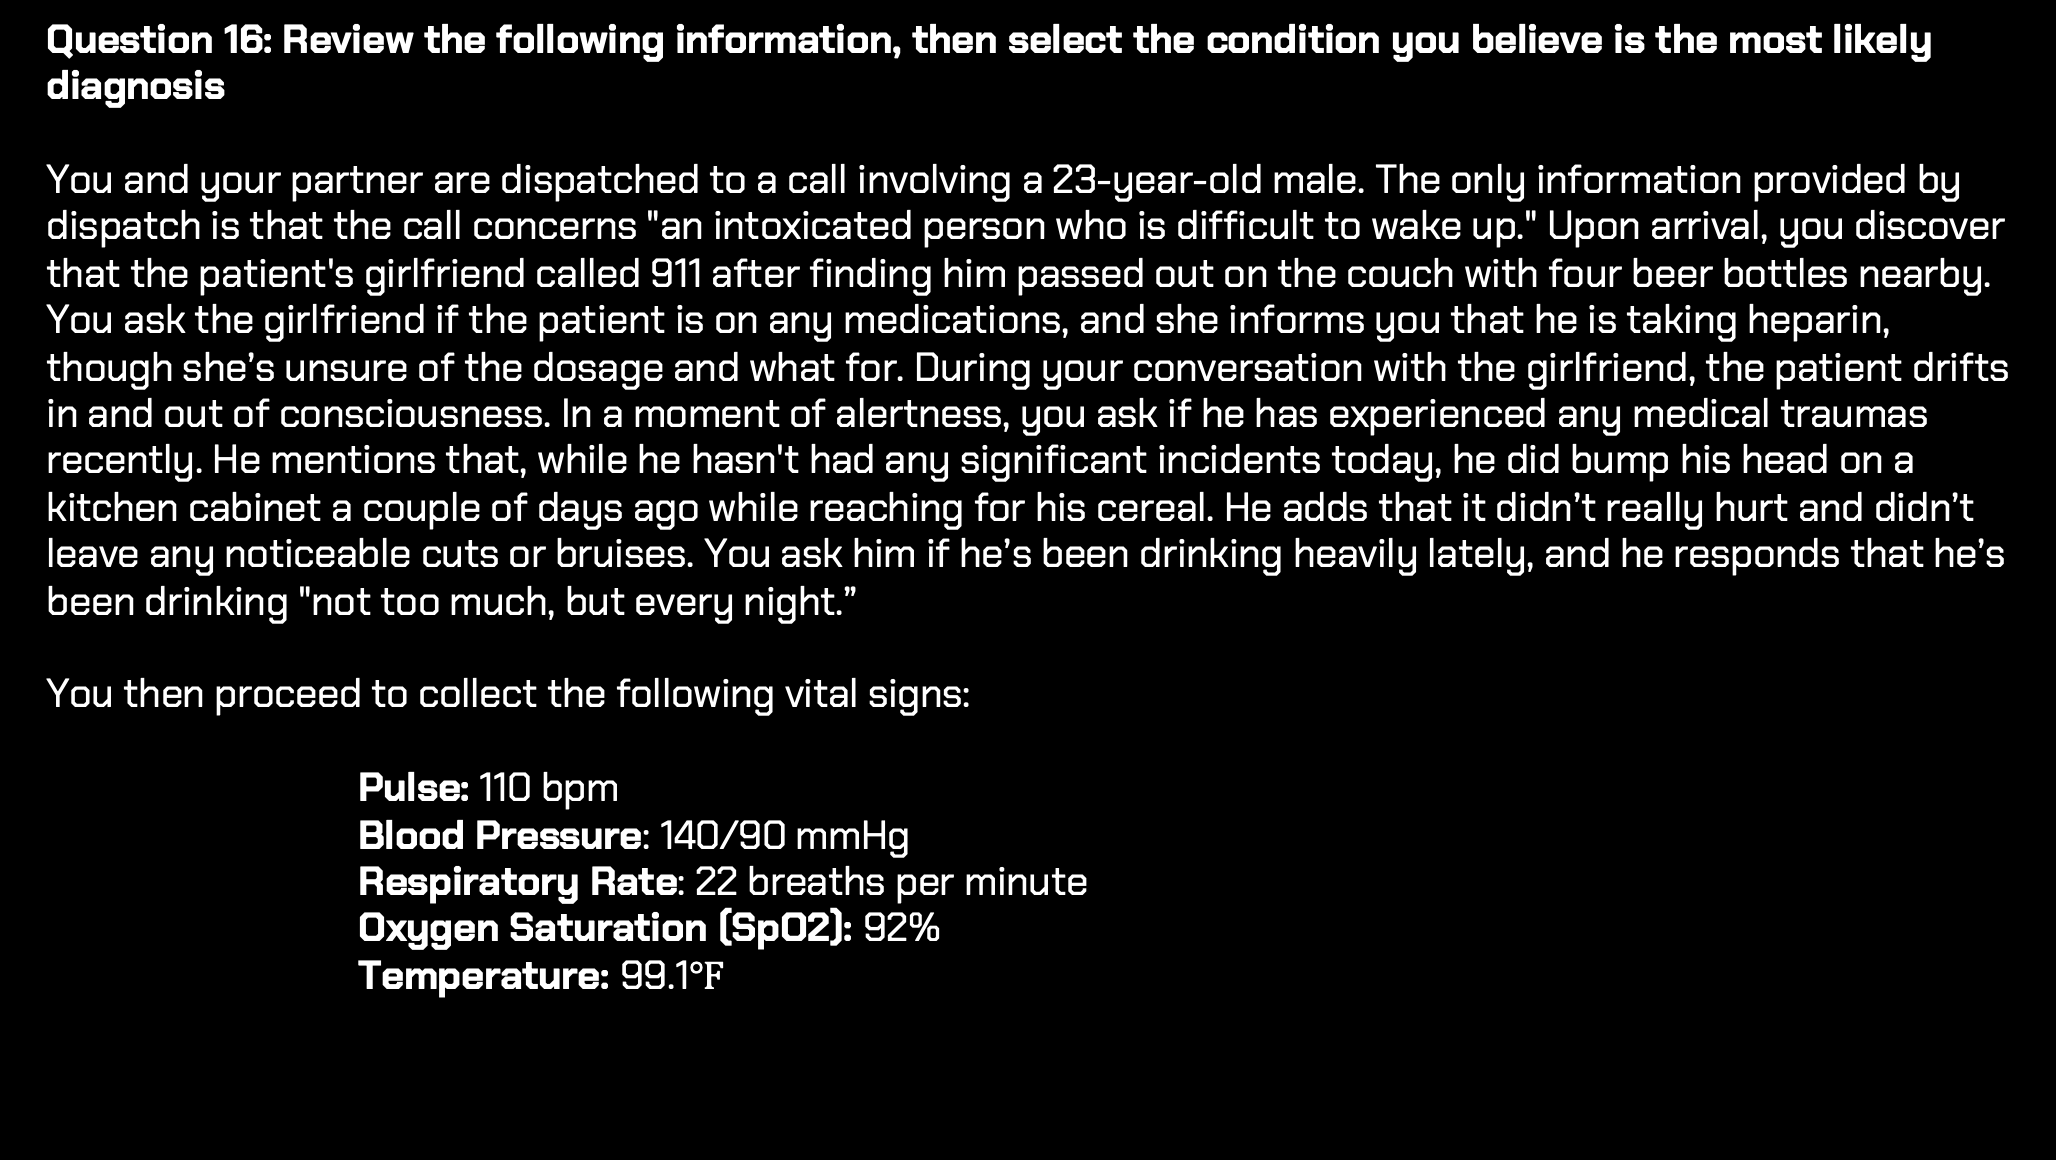 Question 16: Review the following information, then select the condition you believe is the most likely
diagnosis
You and your partner are dispatched to a call involving a 23-year-old male. The only information provided by
dispatch is that the call concerns "an intoxicated person who is difficult to wake up." Upon arrival, you discover
that the patient's girlfriend called 911 after finding him passed out on the couch with four beer bottles nearby.
You ask the girlfriend if the patient is on any medications, and she informs you that he is taking heparin,
though she’s unsure of the dosage and what for. During your conversation with the girlfriend, the patient drifts
in and out of consciousness. In a moment of alertness, you ask if he has experienced any medical traumas
recently. He mentions that, while he hasn't had any significant incidents today, he did bump his head on a
kitchen cabinet a couple of days ago while reaching for his cereal. He adds that it didn’t really hurt and didn’t
leave any noticeable cuts or bruises. You ask him if he’s been drinking heavily lately, and he responds that he’s
been drinking "not too much, but every night.”
You then proceed to collect the following vital signs:
Pulse: 110 bpm
Blood Pressure: 140/90 mmHg
Respiratory Rate: 22 breaths per minute
Oxygen Saturation (SpO2): 92%
Temperature: 99.1°F